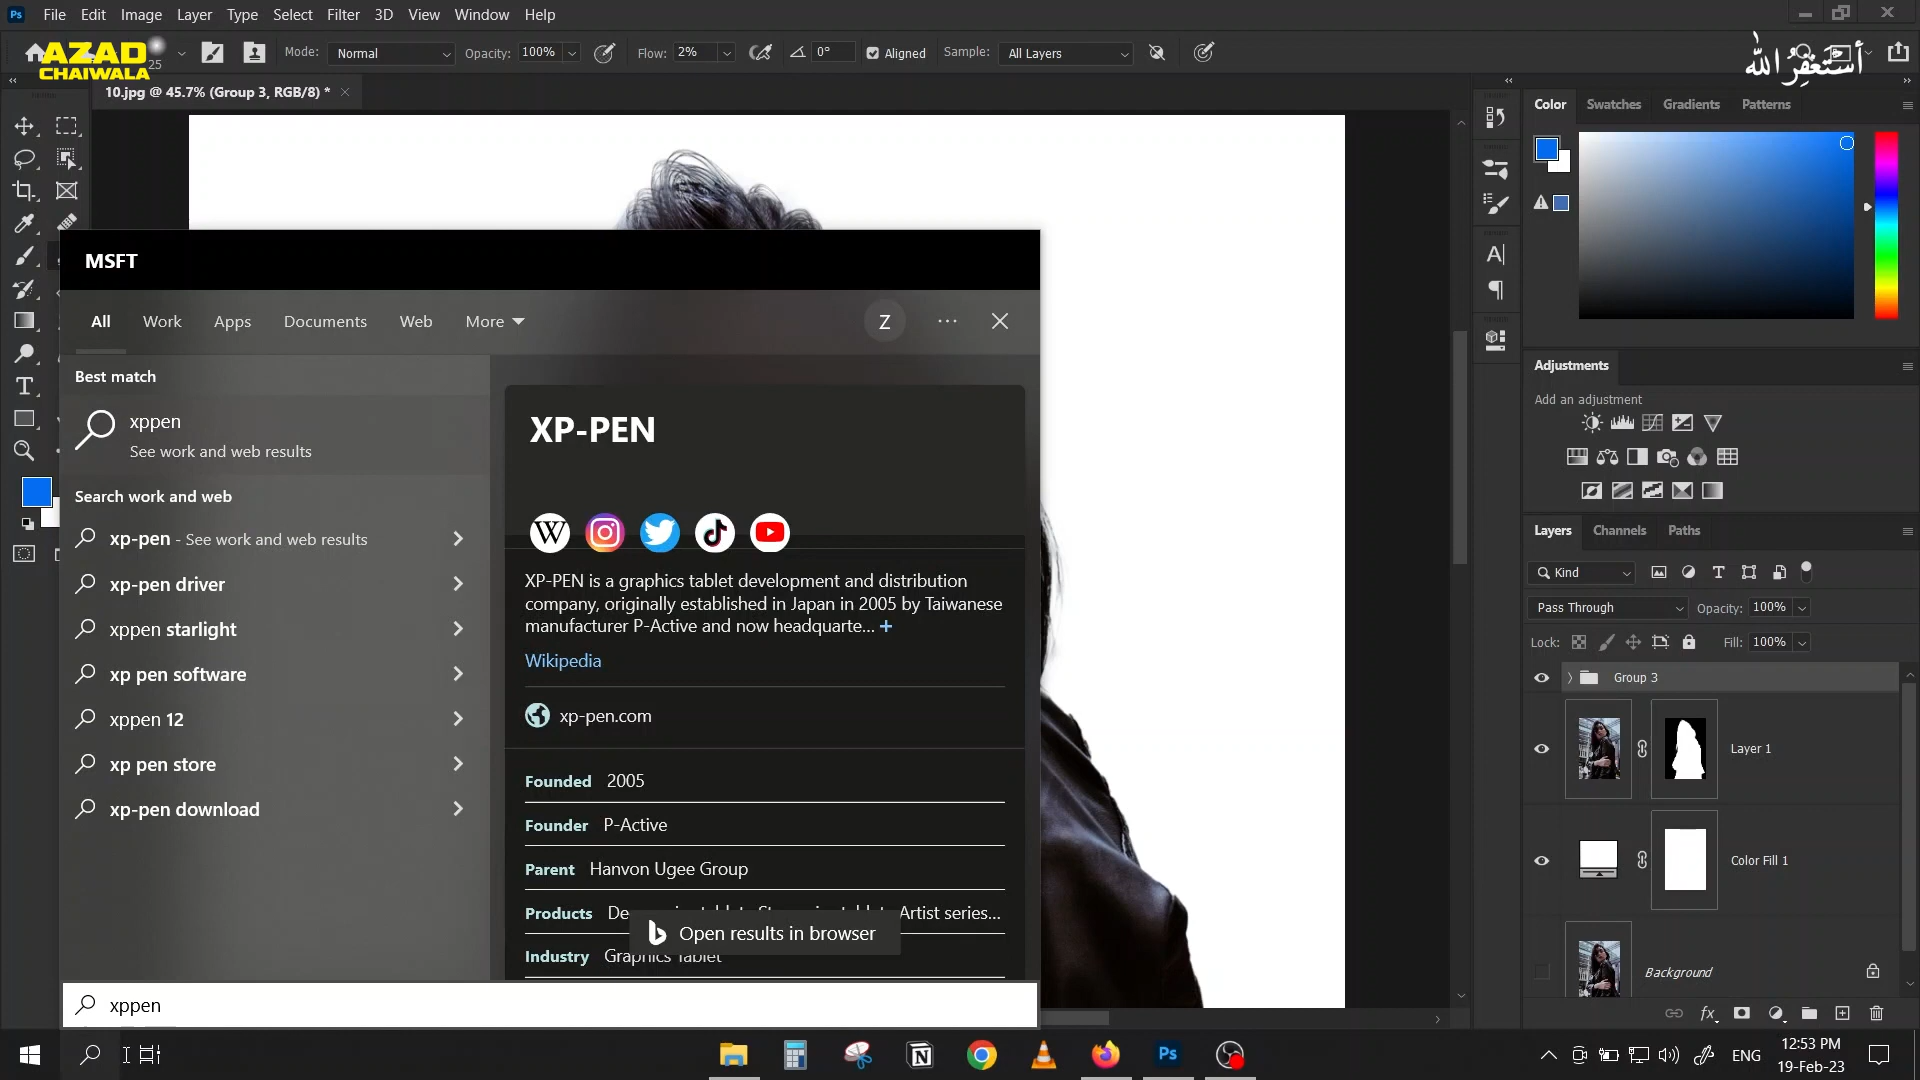 Ps File Edit Image Layer Type Select Filter 3D View Window Help
AZAD
CHAIWALA
25
Mode: Normal Opacity: 100% Flow: 2% 0° Aligned Sample: All Layers
أستغفر الله
10.jpg @ 45.7% (Group 3, RGB/8) *
Color Swatches Gradients Patterns
MSFT
All Work Apps Documents Web More Z
Best match
xppen
See work and web results
Search work and web
xp-pen - See work and web results
xp-pen driver
xppen starlight
xp pen software
xppen 12
xp pen store
xp-pen download
XP-PEN
XP-PEN is a graphics tablet development and distribution
company, originally established in Japan in 2005 by Taiwanese
manufacturer P-Active and now headquarte... +
Wikipedia
xp-pen.com
Founded 2005
Founder P-Active
Parent Hanvon Ugee Group
Products Artist series...
Open results in browser
Industry Graphics Tablet
xppen
Adjustments
Add an adjustment
Layers Channels Paths
Kind
Pass Through Opacity: 100%
Lock: Fill: 100%
Group 3
Layer 1
Color Fill 1
Background
fx
Ps
ENG
12:53 PM
19-Feb-23